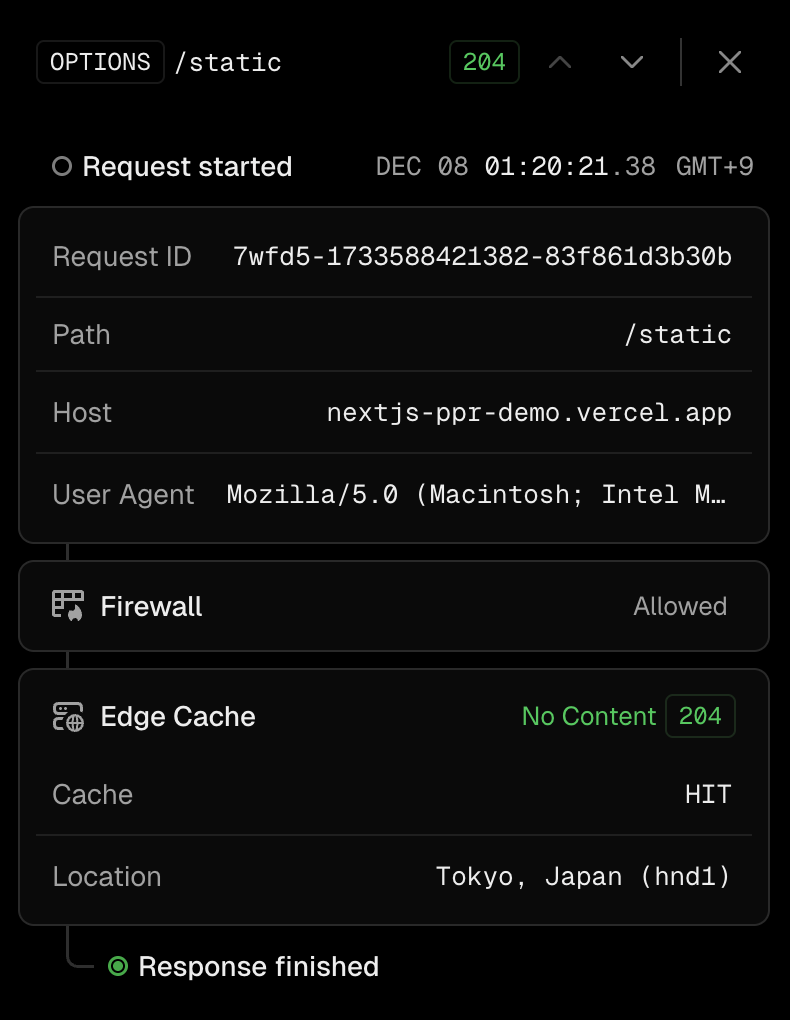 OPTIONS /static 204
Request started DEC 08 01:20:21.38 GMT+9
Request ID 7wfd5-1733588421382-83f861d3b30b
Path /static
Host nextjs-ppr-demo.vercel.app
User Agent Mozilla/5.0 (Macintosh; Intel M…
Firewall Allowed
Edge Cache No Content 204
Cache HIT
Location Tokyo, Japan (hnd1)
Response finished